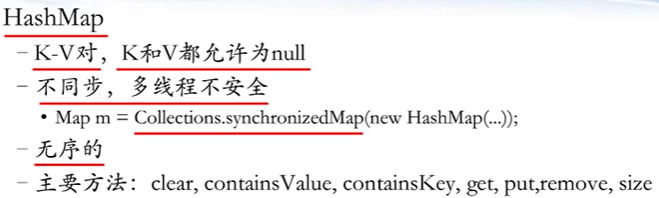 HashMap
– K-V对，K和V都允许为null
– 不同步，多线程不安全
• Map m = Collections.synchronizedMap(new HashMap(...));
– 无序的
– 主要方法：clear, containsValue, containsKey, get, put,remove, size